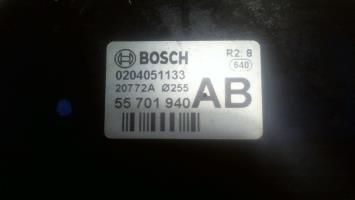 BOSCH R2: 8
0204051133 640
20772A Ø255
55 701 940 AB